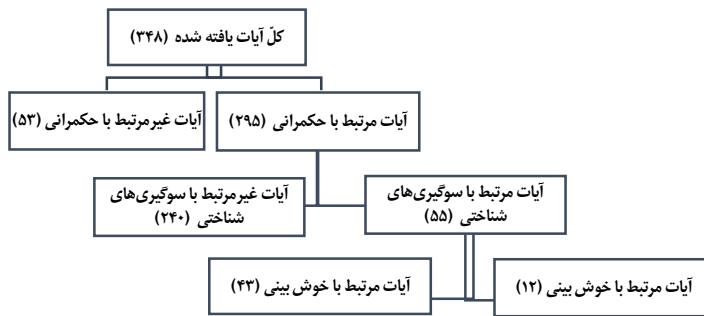 کلّ آیات یافته شده (۳۴۸)
آیات مرتبط با حکمرانی (۲۹۵)
آیات غیرمرتبط با حکمرانی (۵۳)
آیات مرتبط با سوگیری‌های
شناختی (۵۵)
آیات غیرمرتبط با سوگیری‌های
شناختی (۲۴۰)
آیات مرتبط با خوش بینی (۱۲)
آیات مرتبط با خوش بینی (۴۳)